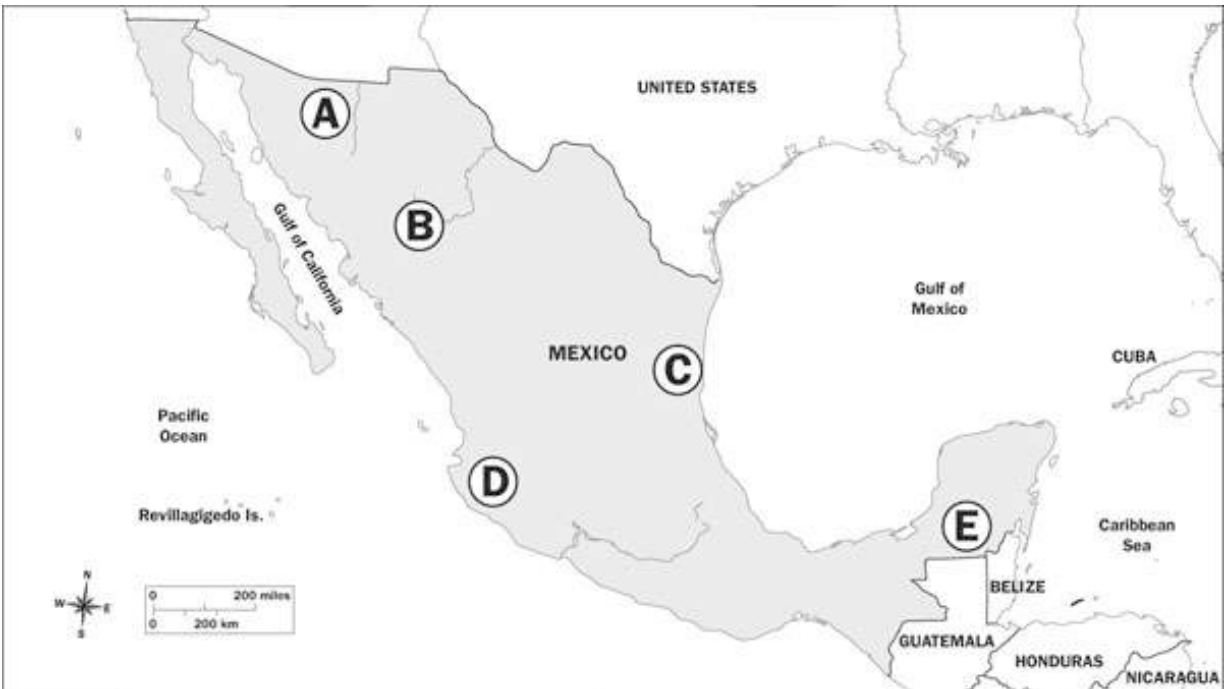 UNITED STATES
A
B
Gulf of California
Gulf of
Mexico
MEXICO
C
CUBA
Pacific
Ocean
D
Revillagigedo Is.
E
Caribbean
Sea
N
W
E
S
0 200 miles
0 200 km
BELIZE
GUATEMALA
HONDURAS
NICARAGUA